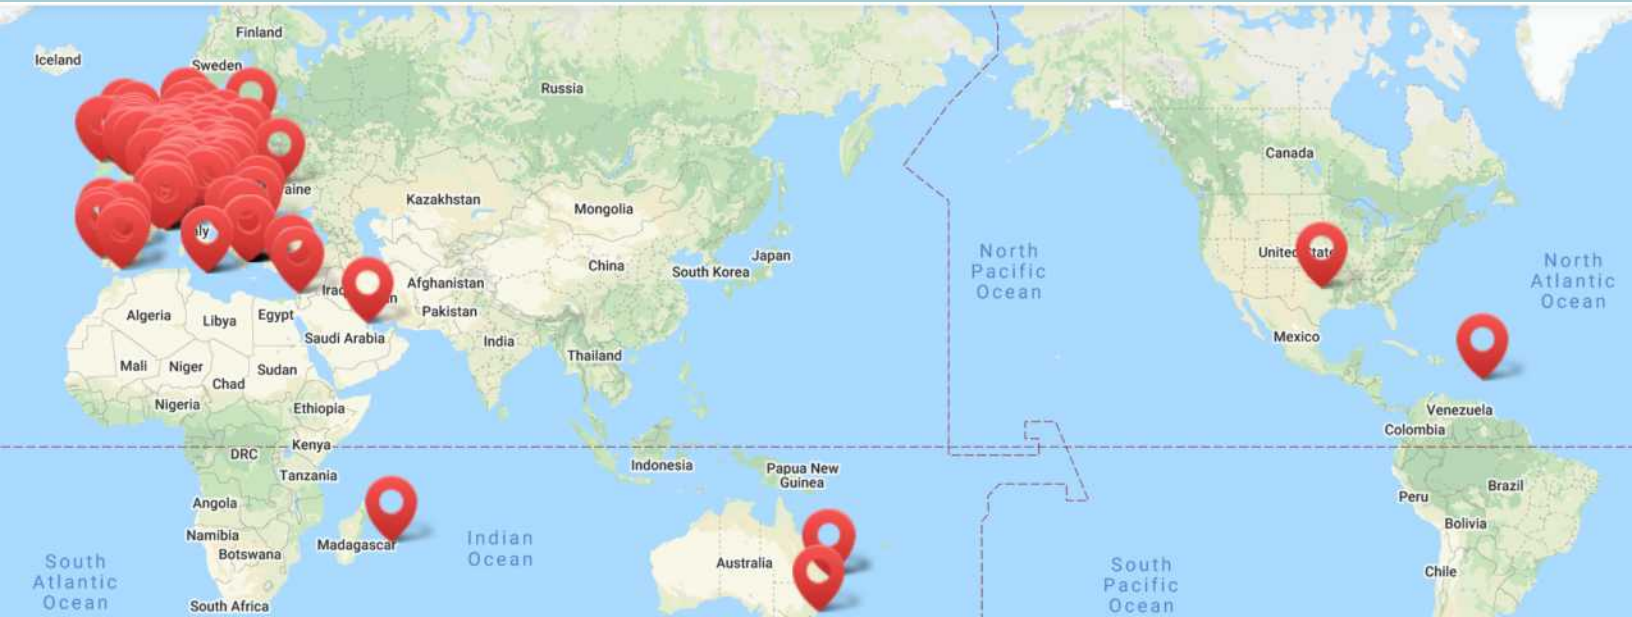 Finland
Iceland
Sweden
Russia
Canada
Kazakhstan
Mongolia
North
Pacific
Ocean
North
Atlantic
Ocean
Japan
China
South Korea
Afghanistan
Pakistan
Algeria
Libya
Egypt
Saudi Arabia
India
Mexico
Thailand
Mali
Niger
Chad
Sudan
Nigeria
Ethiopia
Venezuela
Colombia
Kenya
DRC
Indonesia
Papua New
Guinea
Tanzania
Angola
Peru
Brazil
Bolivia
Namibia
Botswana
Madagascar
Indian
Ocean
Australia
South
Atlantic
Ocean
South
Pacific
Ocean
Chile
South Africa